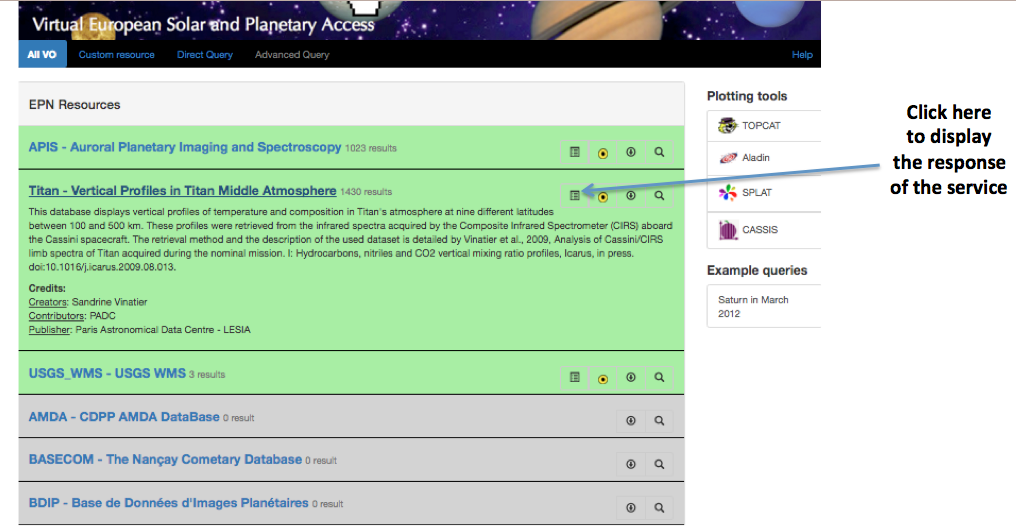 Virtual European Solar and Planetary Access
All VO Custom resource Direct Query Advanced Query Help
EPN Resources
APIS - Auroral Planetary Imaging and Spectroscopy 1023 results
Titan - Vertical Profiles in Titan Middle Atmosphere 1430 results
This database displays vertical profiles of temperature and composition in Titan's atmosphere at nine different latitudes
between 100 and 500 km. These profiles were retrieved from the infrared spectra acquired by the Composite Infrared Spectrometer (CIRS) aboard
the Cassini spacecraft. The retrieval method and the description of the used dataset is detailed by Vinatier et al., 2009, Analysis of Cassini/CIRS
limb spectra of Titan acquired during the nominal mission. I: Hydrocarbons, nitriles and CO2 vertical mixing ratio profiles, Icarus, in press.
doi:10.1016/j.icarus.2009.08.013.
Credits:
Creators: Sandrine Vinatier
Contributors: PADC
Publisher: Paris Astronomical Data Centre - LESIA
USGS_WMS - USGS WMS 3 results
AMDA - CDPP AMDA DataBase 0 result
BASECOM - The Nançay Cometary Database 0 result
BDIP - Base de Données d'Images Planétaires 0 result
Plotting tools
TOPCAT
Aladin
SPLAT
CASSIS
Example queries
Saturn in March
2012
Click here
to display
the response
of the service